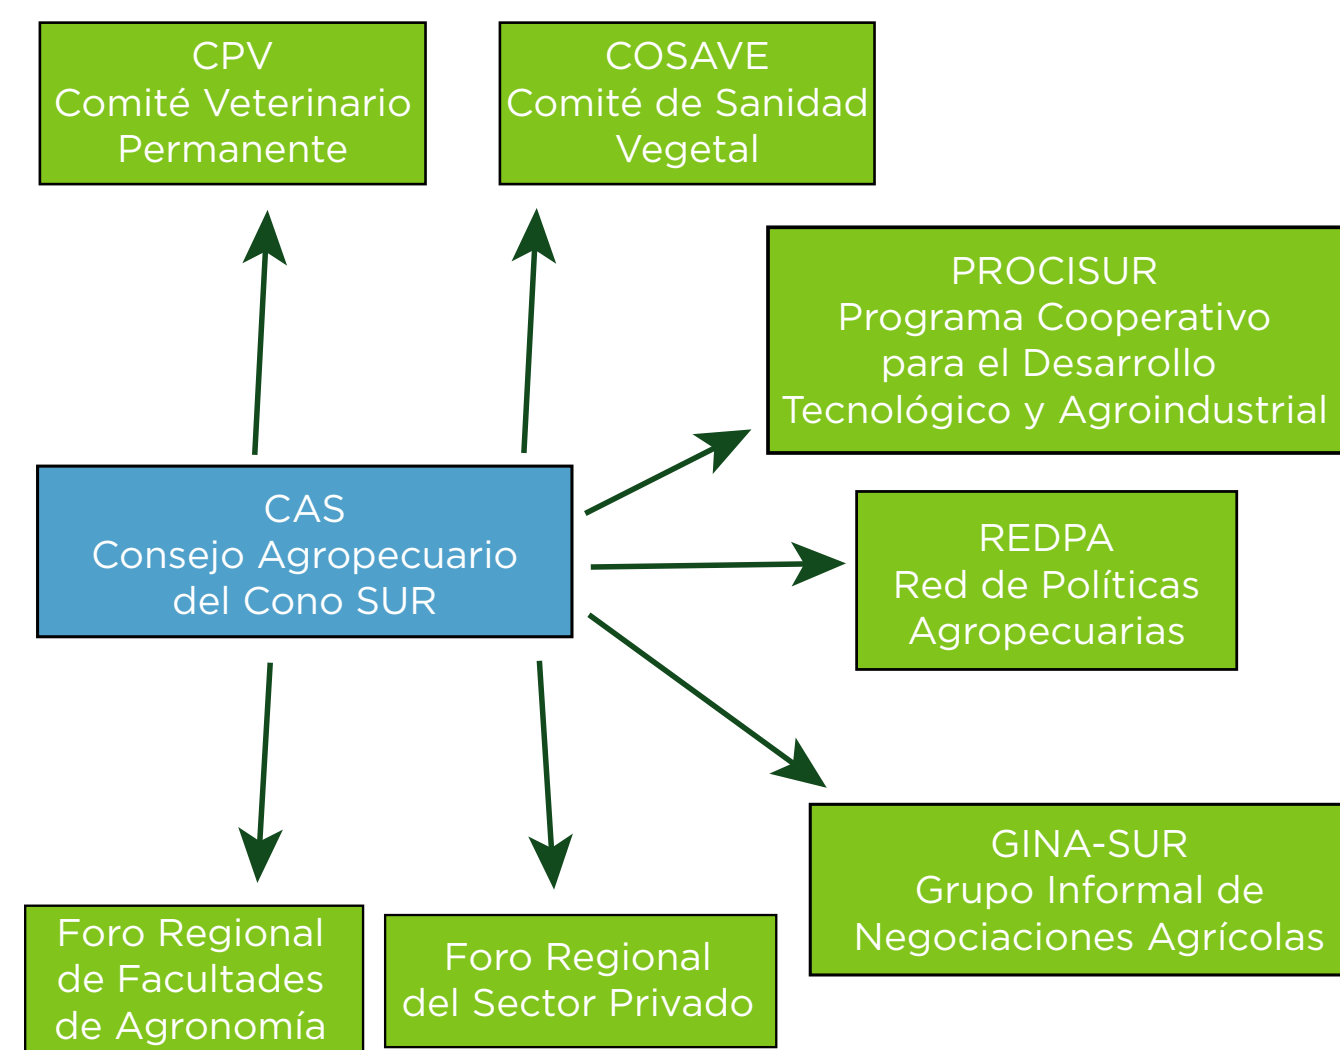 CPV
Comité Veterinario
Permanente
COSAVE
Comité de Sanidad
Vegetal
PROCISUR
Programa Cooperativo
para el Desarrollo
Tecnológico y Agroindustrial
CAS
Consejo Agropecuario
del Cono SUR
REDPA
Red de Políticas
Agropecuarias
GINA-SUR
Grupo Informal de
Negociaciones Agrícolas
Foro Regional
de Facultades
de Agronomía
Foro Regional
del Sector Privado